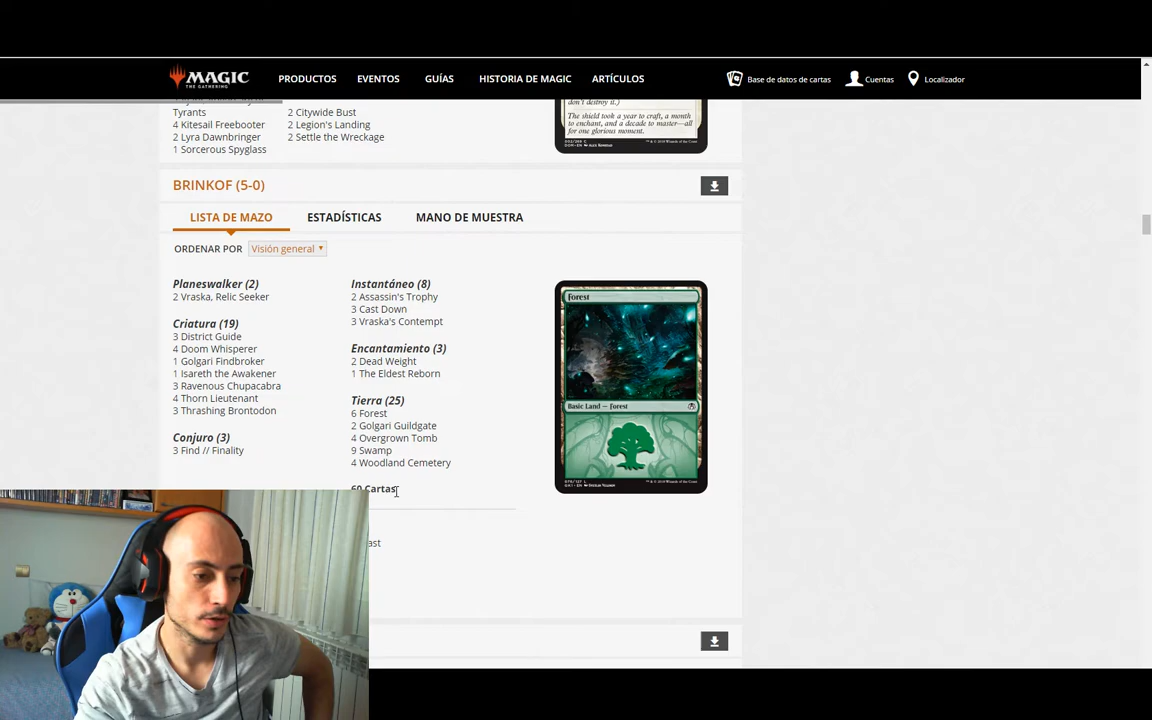 MAGIC
THE GATHERING
PRODUCTOS
EVENTOS
GUÍAS
HISTORIA DE MAGIC
ARTÍCULOS
Base de datos de cartas
Cuentas
Localizador
Tyrants
4 Kitesail Freebooter
2 Lyra Dawnbringer
1 Sorcerous Spyglass
2 Citywide Bust
2 Legion's Landing
2 Settle the Wreckage
don't destroy it.)
The shield took a year to craft, a month
to enchant, and a decade to master—all
for one glorious moment.
BRINKOF (5-0)
LISTA DE MAZO
ESTADÍSTICAS
MANO DE MUESTRA
ORDENAR POR
Visión general
Planeswalker (2)
2 Vraska, Relic Seeker
Criatura (19)
3 District Guide
4 Doom Whisperer
1 Golgari Findbroker
1 Isareth the Awakener
3 Ravenous Chupacabra
4 Thorn Lieutenant
3 Thrashing Brontodon
Conjuro (3)
3 Find // Finality
Instantáneo (8)
2 Assassin's Trophy
3 Cast Down
3 Vraska's Contempt
Encantamiento (3)
2 Dead Weight
1 The Eldest Reborn
Tierra (25)
6 Forest
2 Golgari Guildgate
4 Overgrown Tomb
9 Swamp
4 Woodland Cemetery
60 Cartas
ast
Forest
Basic Land — Forest